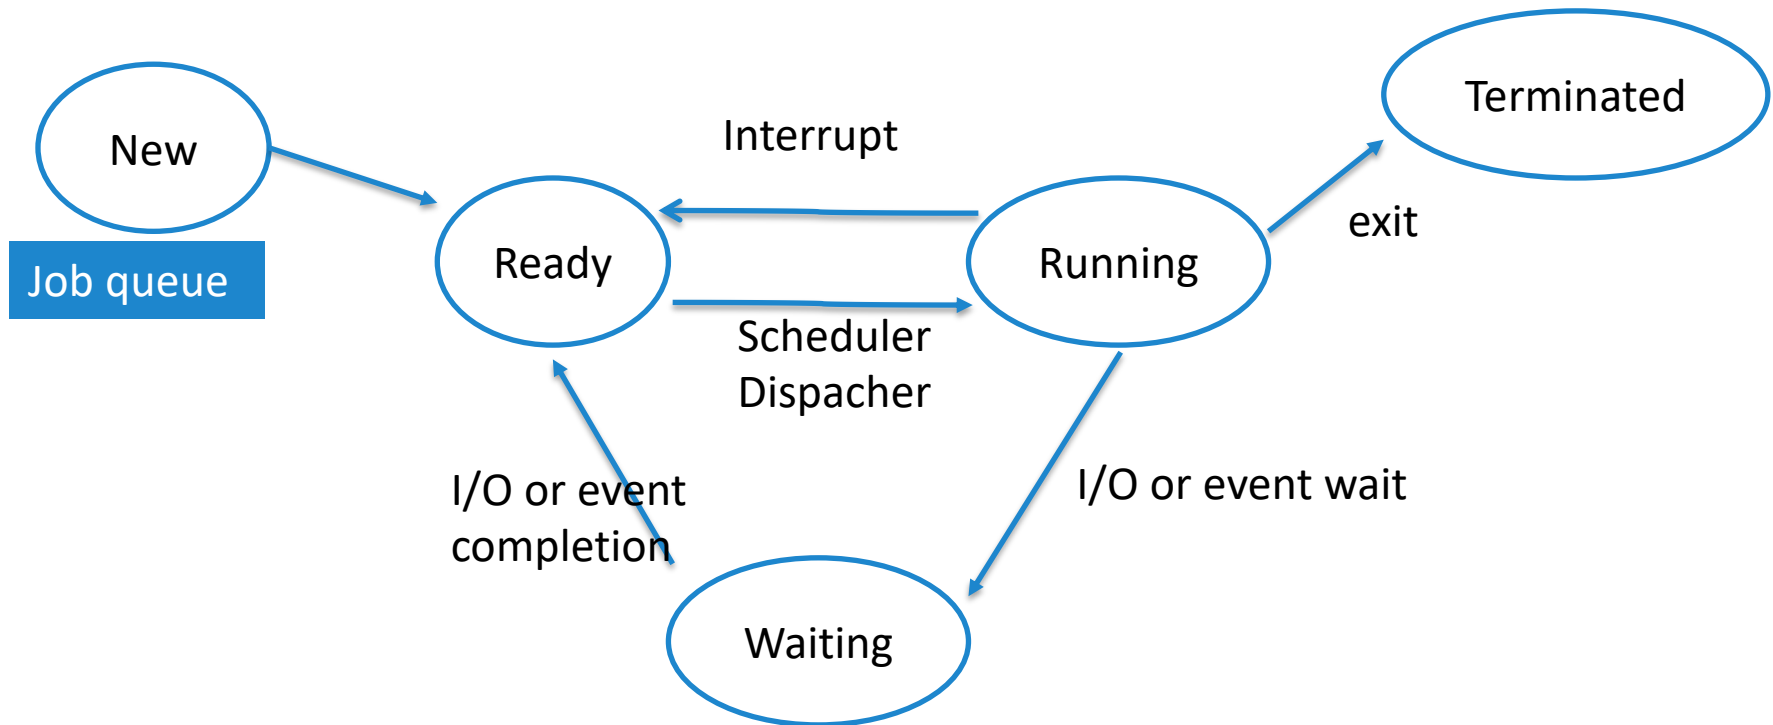 Terminated
New
Interrupt
exit
Ready
Running
Job queue
Scheduler
Dispacher
I/O or event
completion
I/O or event wait
Waiting